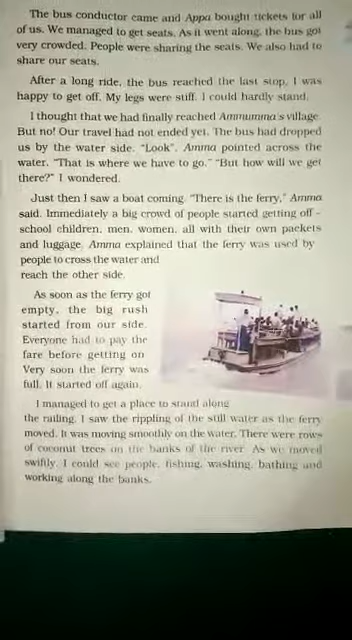 The bus conductor came and Appa bought tickets for all
of us. We managed to get seats. As it went along, the bus got
very crowded. People were sharing the seats. We also had to
share our seats.
After a long ride, the bus reached the last stop. I was
happy to get off. My legs were stiff. I could hardly stand.
I thought that we had finally reached Ammumma's village.
But no! Our travel had not ended yet. The bus had dropped
us by the water side. "Look". Amma pointed across the
water. "That is where we have to go." "But how will we get
there?" I wondered.
Just then I saw a boat coming. "There is the ferry," Amma
said. Immediately a big crowd of people started getting off –
school children, men, women, all with their own packets
and luggage. Amma explained that the ferry was used by
people to cross the water and
reach the other side.
As soon as the ferry got
empty, the big rush
started from our side.
Everyone had to pay the
fare before getting on
Very soon the ferry was
full. It started off again.
I managed to get a place to stand along
the railing. I saw the rippling of the still water as the ferry
moved. It was moving smoothly on the water. There were rows
of coconut trees on the banks of the river. As we moved
swiftly, I could see people, fishing, washing, bathing and
working along the banks.